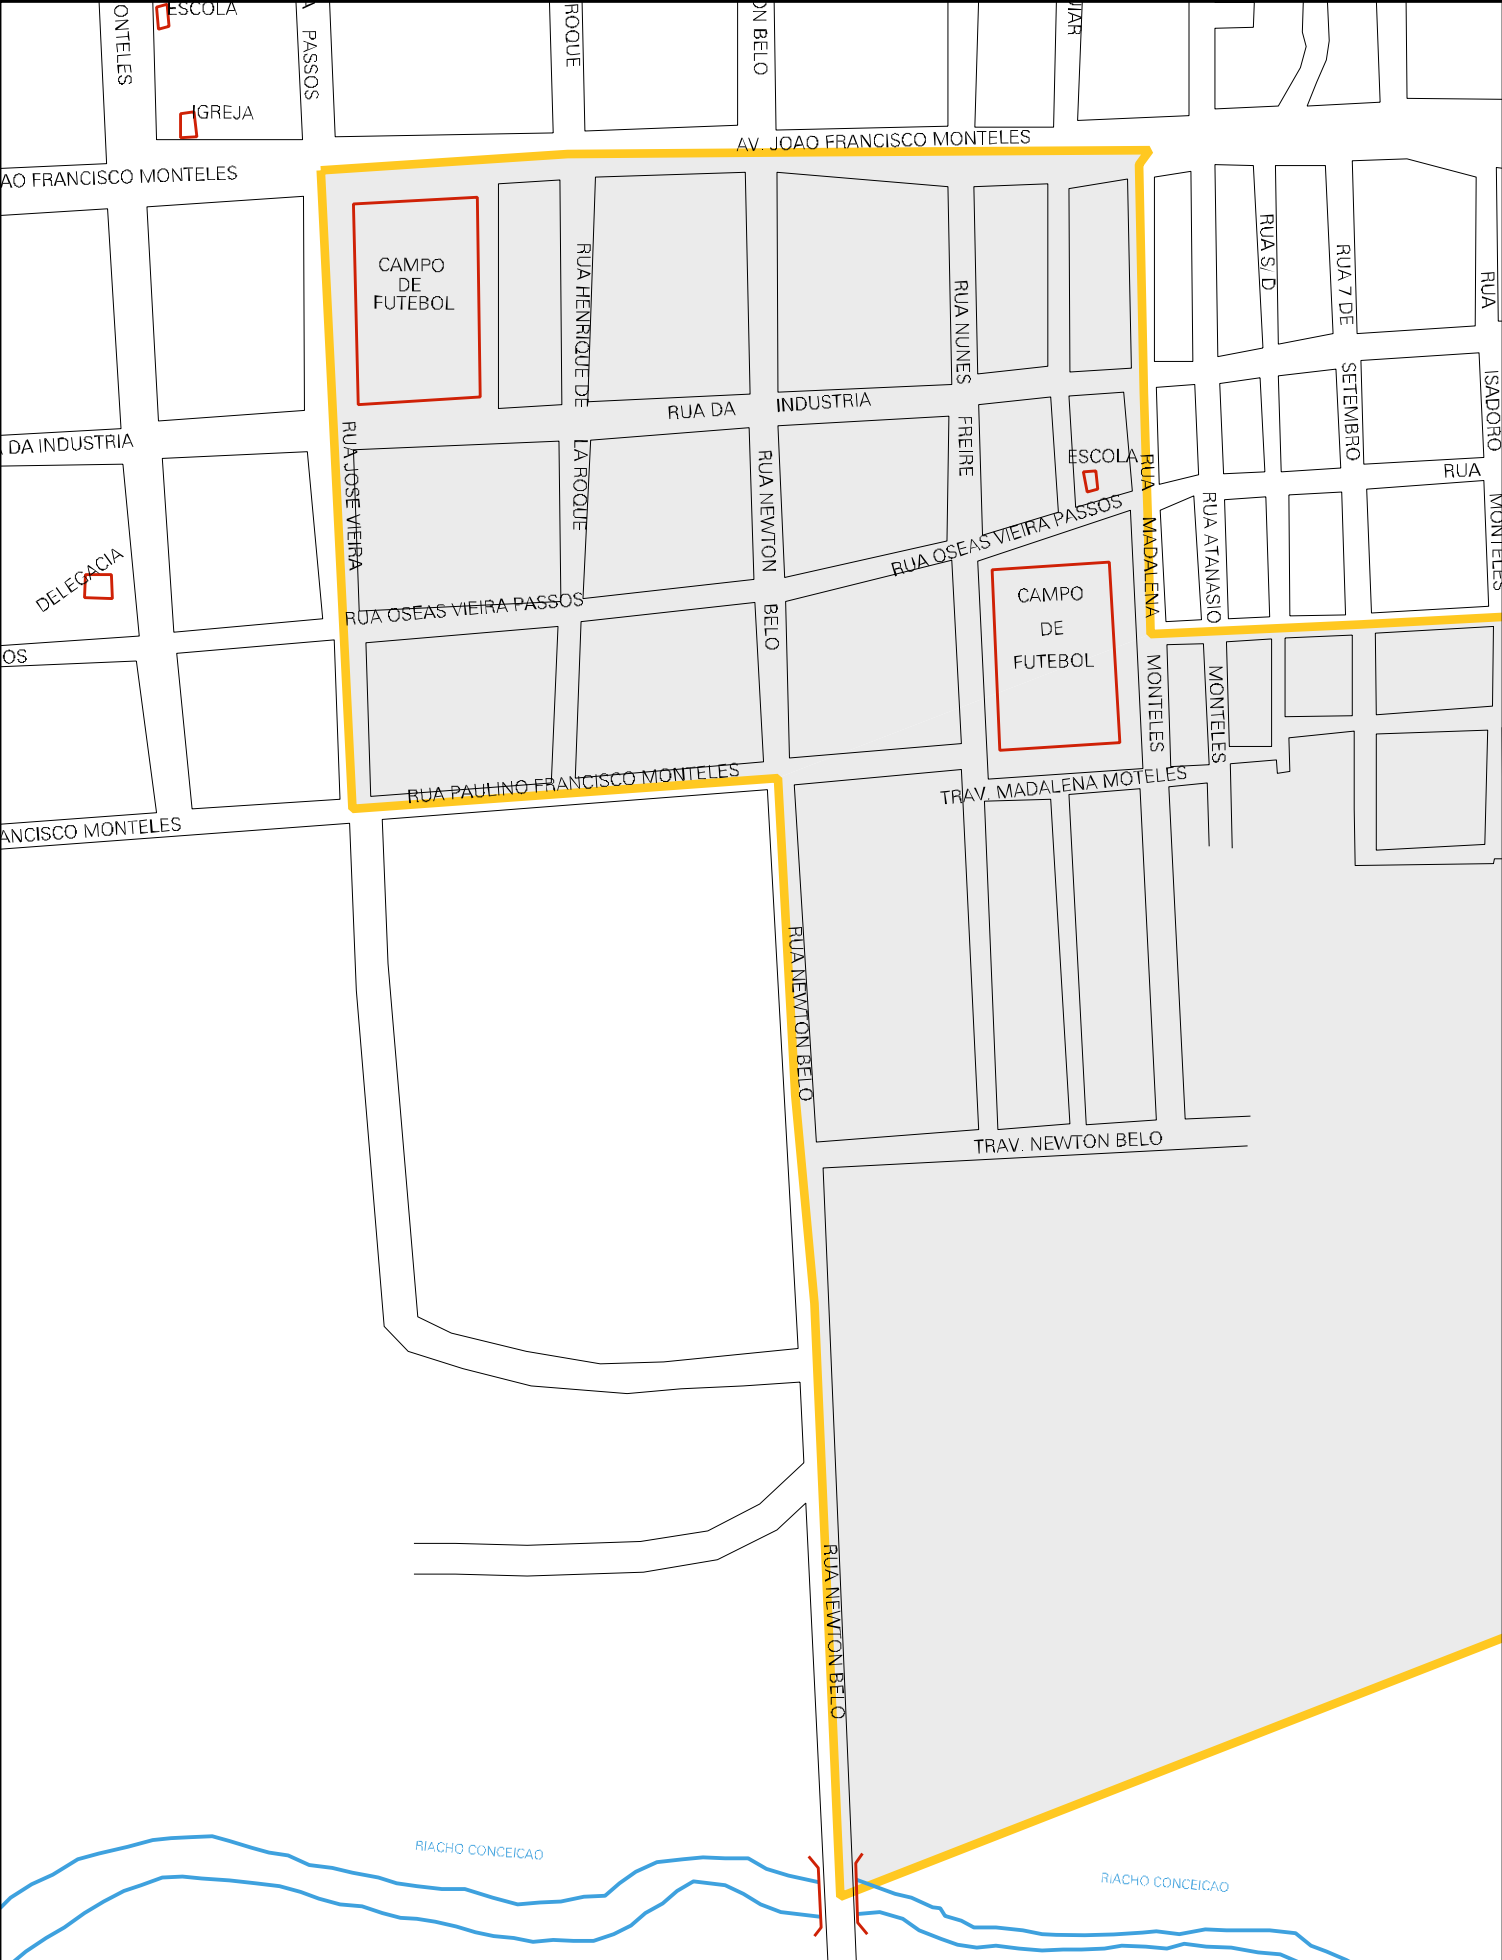 ESCOLA
ONTELES
PASSOS
ROQUE
ON BELO
IGREJA
AV. JOAO FRANCISCO MONTELES
AO FRANCISCO MONTELES
CAMPO
DE
FUTEBOL
RUA HENRIQUE DE
LA ROQUE
RUA NUNES
FREIRE
RUA S/ D
RUA 7 DE
SETEMBRO
RUA
ISADORO
MONTELES
RUA DA INDUSTRIA
DA INDUSTRIA
RUA JOSE VIEIRA
RUA NEWTON
BELO
ESCOLA
RUA
MADALENA
MONTELES
RUA
RUA ATANASIO
MONTELES
RUA OSEAS VIEIRA PASSOS
DELEGACIA
CAMPO
DE
FUTEBOL
RUA OSEAS VIEIRA PASSOS
OS
RUA PAULINO FRANCISCO MONTELES
TRAV. MADALENA MOTELES
ANCISCO MONTELES
RUA NEWTON BELO
TRAV. NEWTON BELO
RUA NEWTON BELO
RIACHO CONCEICAO
RIACHO CONCEICAO